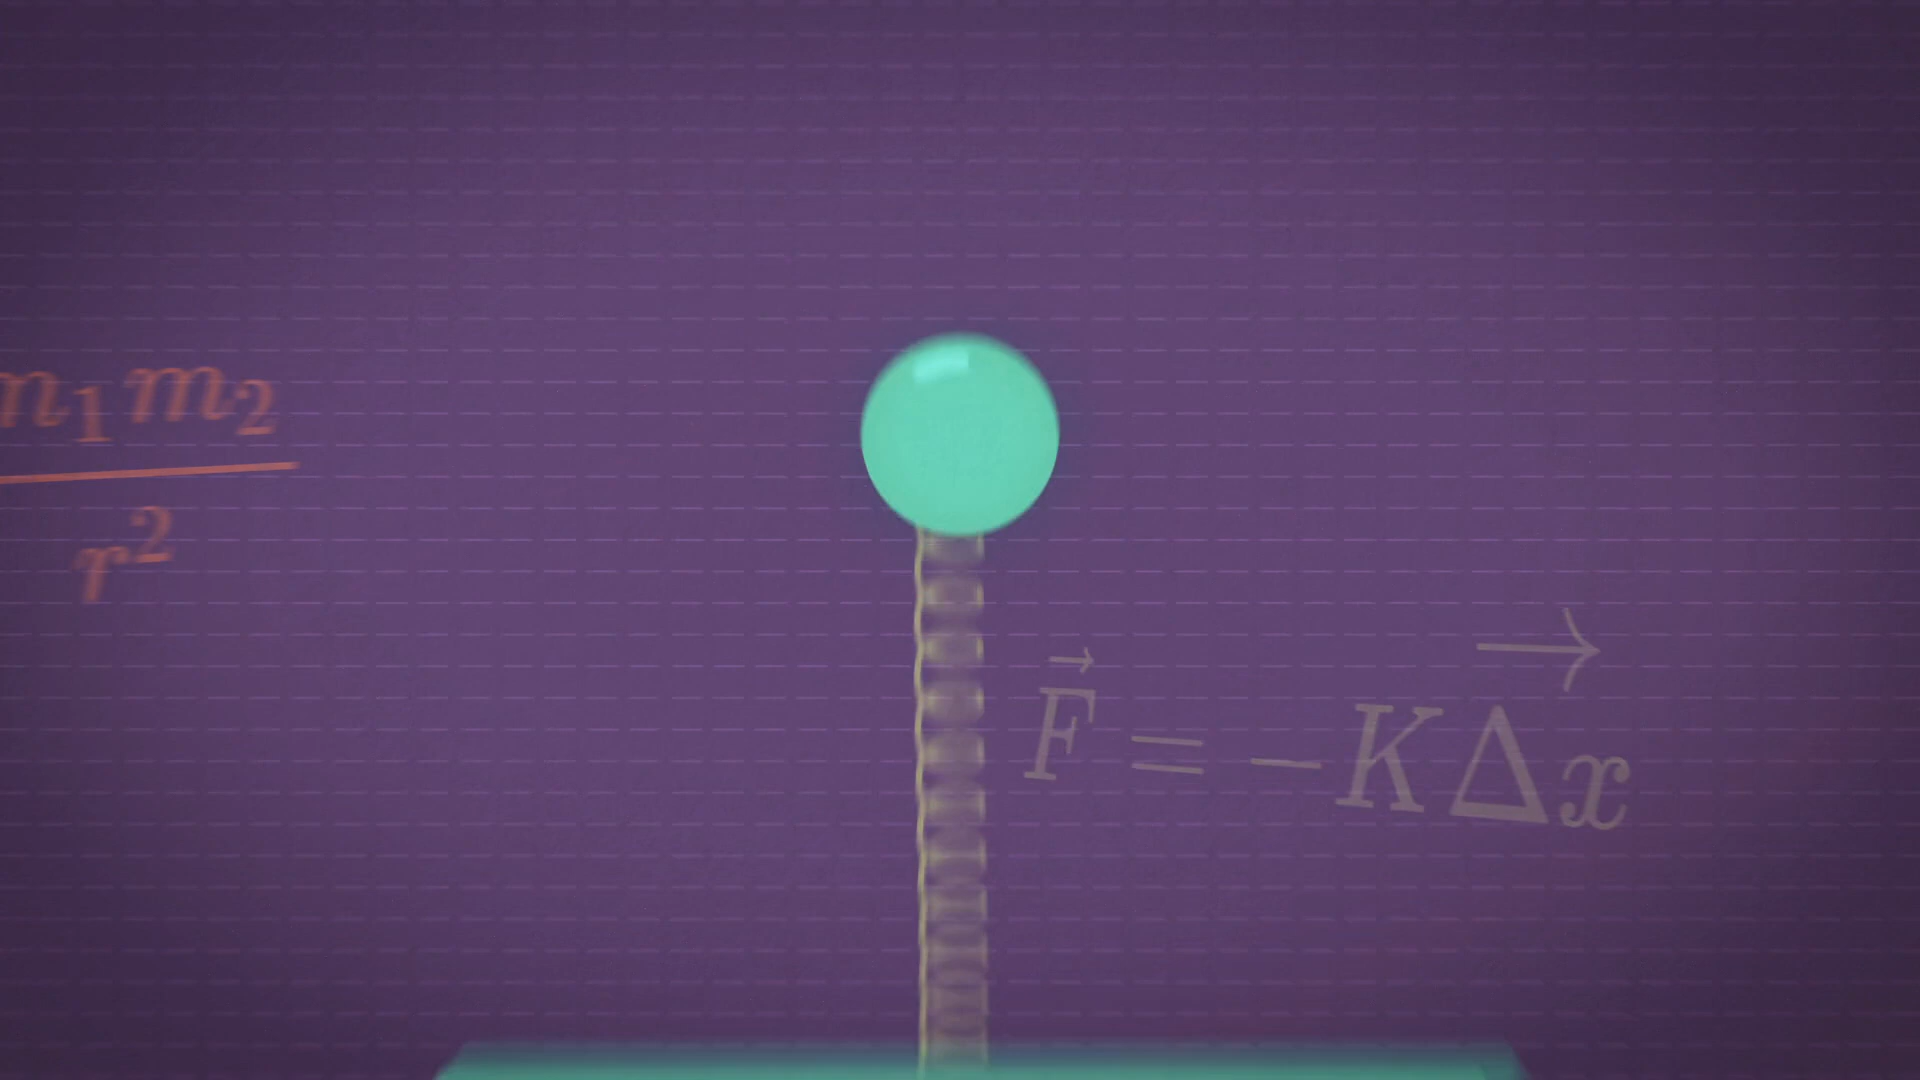 m₁m₂
r²
F⃗ = −KΔx⃗